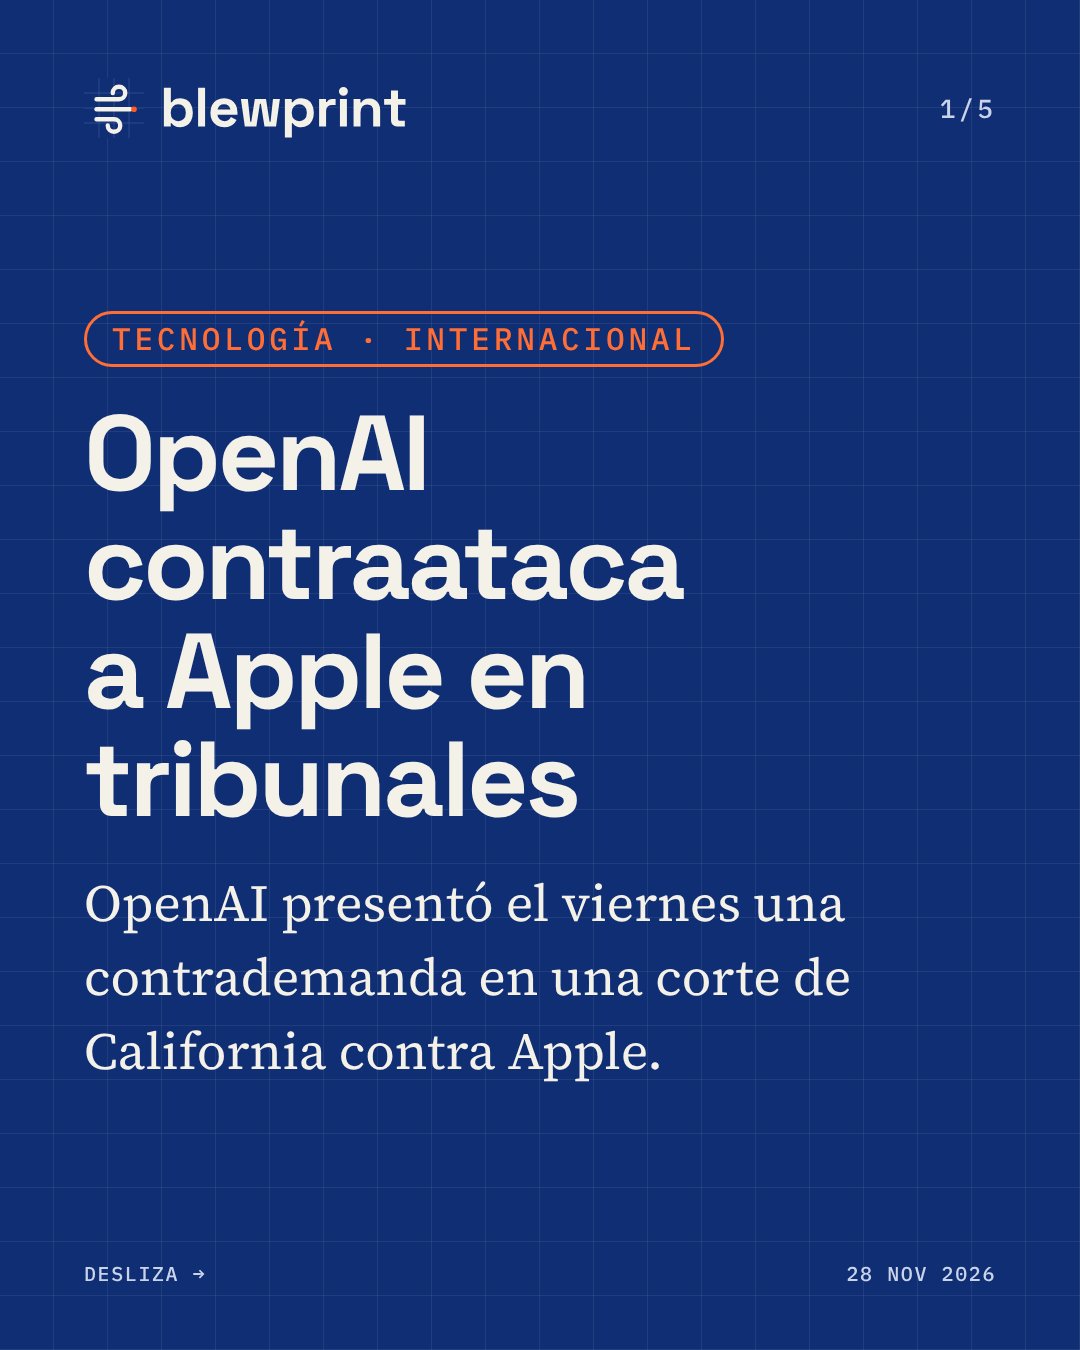 blewprint
1/5
TECNOLOGÍA · INTERNACIONAL
OpenAI
contraataca
a Apple en
tribunales
OpenAI presentó el viernes una
contrademanda en una corte de
California contra Apple.
DESLIZA →
28 NOV 2026